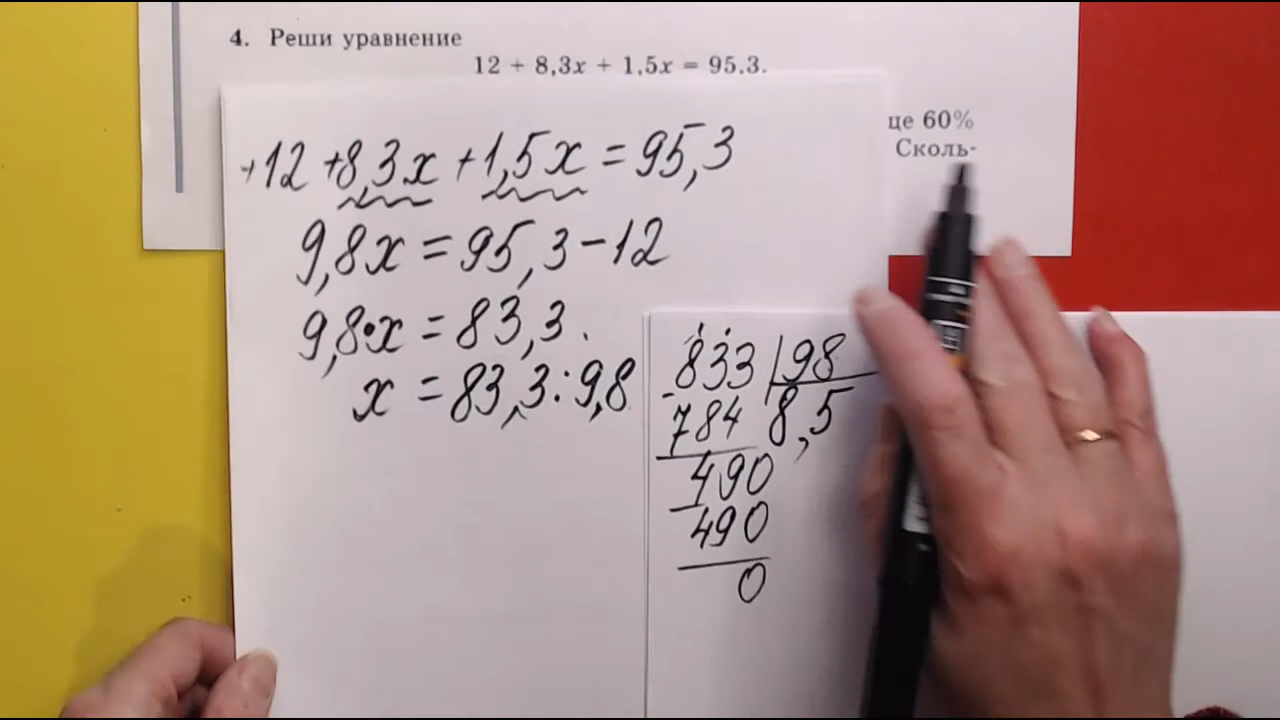 4. Реши уравнение
12 + 8,3x + 1,5x = 95,3.
це 60%
Сколь-
+12 +8,3x +1,5x = 95,3
9,8x = 95,3 − 12
9,8•x = 83,3.
x = 83,3 : 9,8
833 | 98
- 784 8,5
490
- 490
0